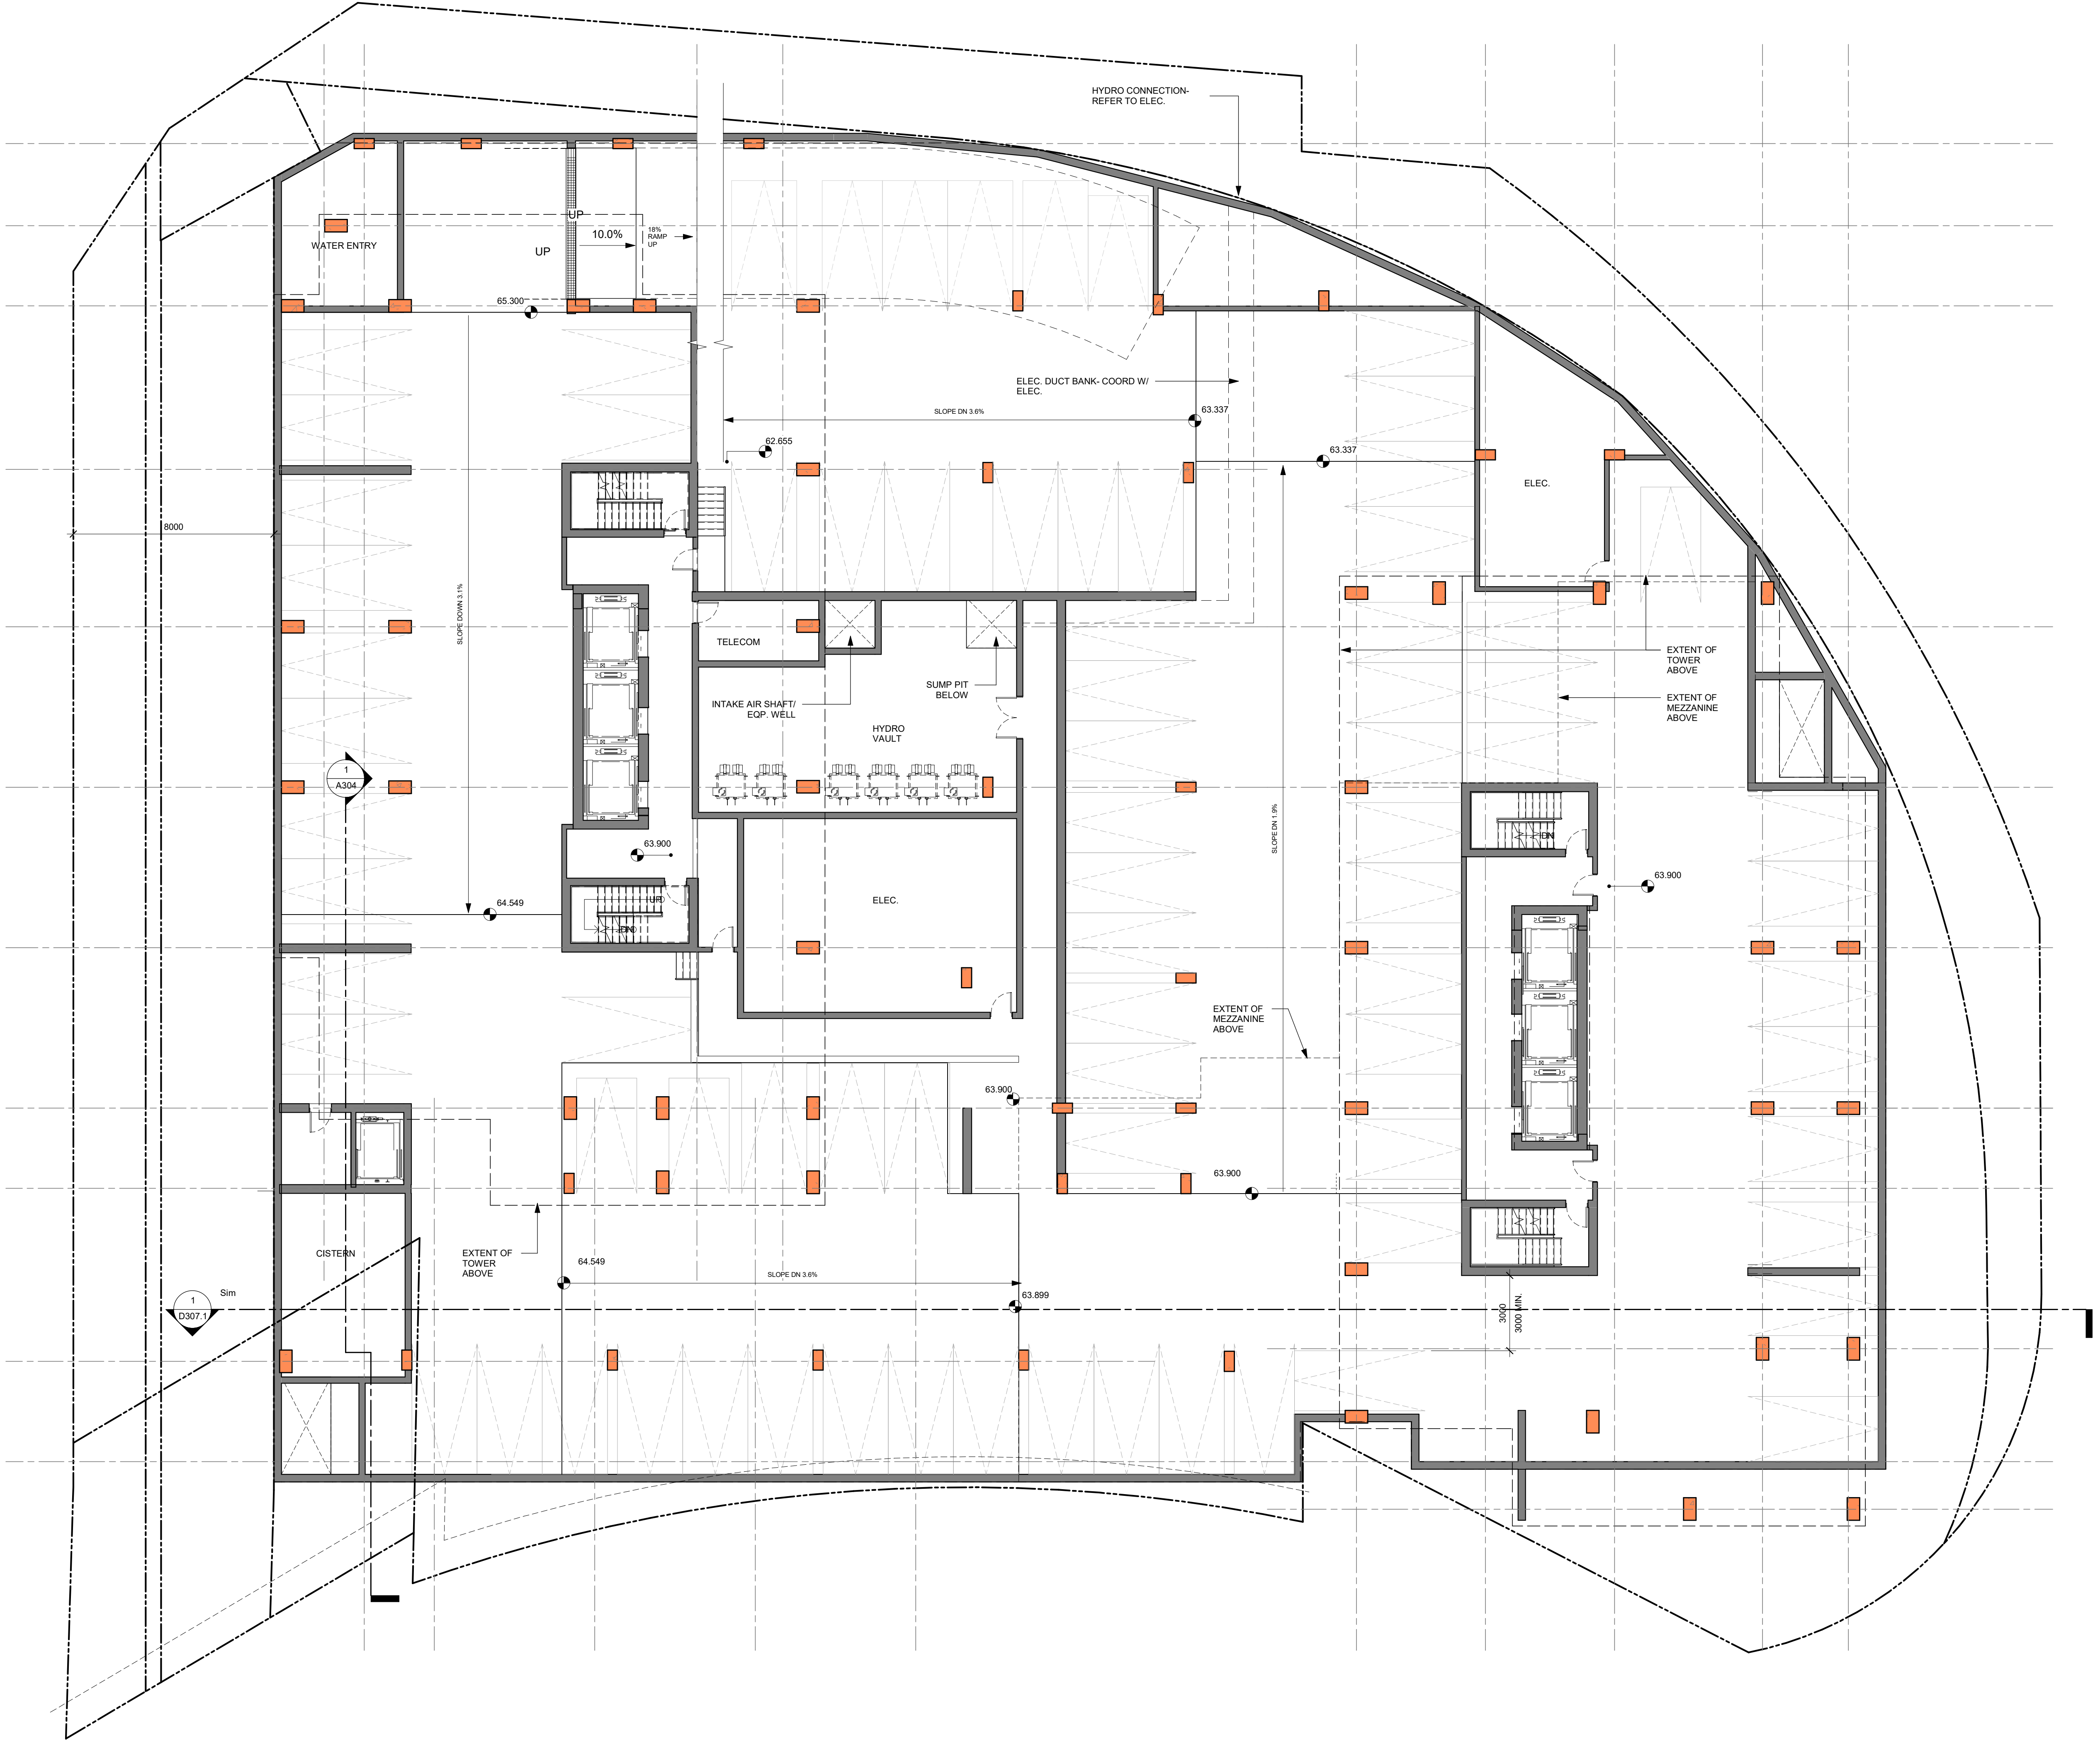 HYDRO CONNECTION-
REFER TO ELEC.
UP
10.0%
18%
RAMP
UP
WATER ENTRY
UP
65.300
ELEC. DUCT BANK- COORD W/
ELEC.
SLOPE DN 3.6%
63.337
62.655
63.337
ELEC.
8000
SLOPE DOWN 3.1%
TELECOM
EXTENT OF
TOWER
ABOVE
SUMP PIT
BELOW
INTAKE AIR SHAFT/
EQP. WELL
EXTENT OF
MEZZANINE
ABOVE
HYDRO
VAULT
1
A304
SLOPE DN 1.9%
DN
63.900
63.900
UP
ELEC.
64.549
DN
EXTENT OF
MEZZANINE
ABOVE
63.900
63.900
CISTERN
EXTENT OF
TOWER
ABOVE
64.549
SLOPE DN 3.6%
63.899
Sim
1
D307.1
3000
3000 MIN.